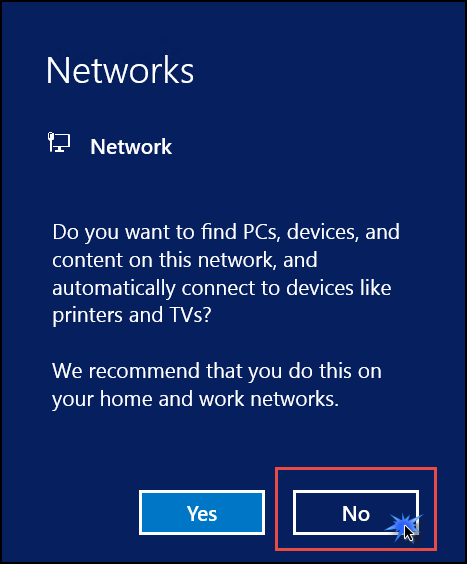 Networks
Network
Do you want to find PCs, devices, and
content on this network, and
automatically connect to devices like
printers and TVs?
We recommend that you do this on
your home and work networks.
Yes
No